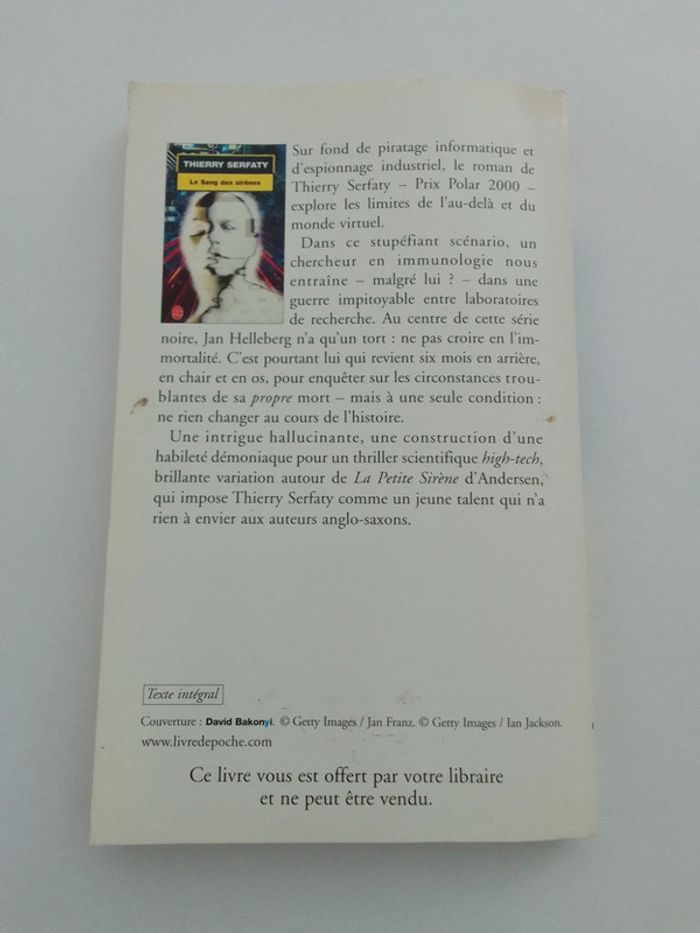 THIERRY SERFATY
Le Sang des sirènes
Sur fond de piratage informatique et
d'espionnage industriel, le roman de
Thierry Serfaty – Prix Polar 2000 –
explore les limites de l'au-delà et du
monde virtuel.
Dans ce stupéfiant scénario, un
chercheur en immunologie nous
entraîne – malgré lui ? – dans une
guerre impitoyable entre laboratoires
de recherche. Au centre de cette série
noire, Jan Helleberg n'a qu'un tort : ne pas croire en l'im-
mortalité. C'est pourtant lui qui revient six mois en arrière,
en chair et en os, pour enquêter sur les circonstances trou-
blantes de sa propre mort – mais à une seule condition :
ne rien changer au cours de l'histoire.
Une intrigue hallucinante, une construction d'une
habileté démoniaque pour un thriller scientifique high-tech,
brillante variation autour de La Petite Sirène d'Andersen,
qui impose Thierry Serfaty comme un jeune talent qui n'a
rien à envier aux auteurs anglo-saxons.
Texte intégral
Couverture : David Bakonyi. © Getty Images / Jan Franz. © Getty Images / Ian Jackson.
www.livredepoche.com
Ce livre vous est offert par votre libraire
et ne peut être vendu.